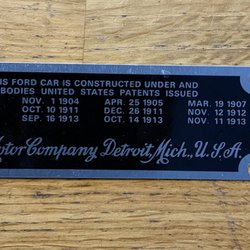 US FORD CAR IS CONSTRUCTED UNDER AND
BODIES UNITED STATES PATENTS ISSUED
NOV. 1 1904 APR. 25 1905 MAR. 19 1907
OCT. 10 1911 DEC. 26 1911 NOV. 12 1912
SEP. 16 1913 OCT. 14 1913 NOV. 11 1913
Motor Company, Detroit, Mich., U.S.A.